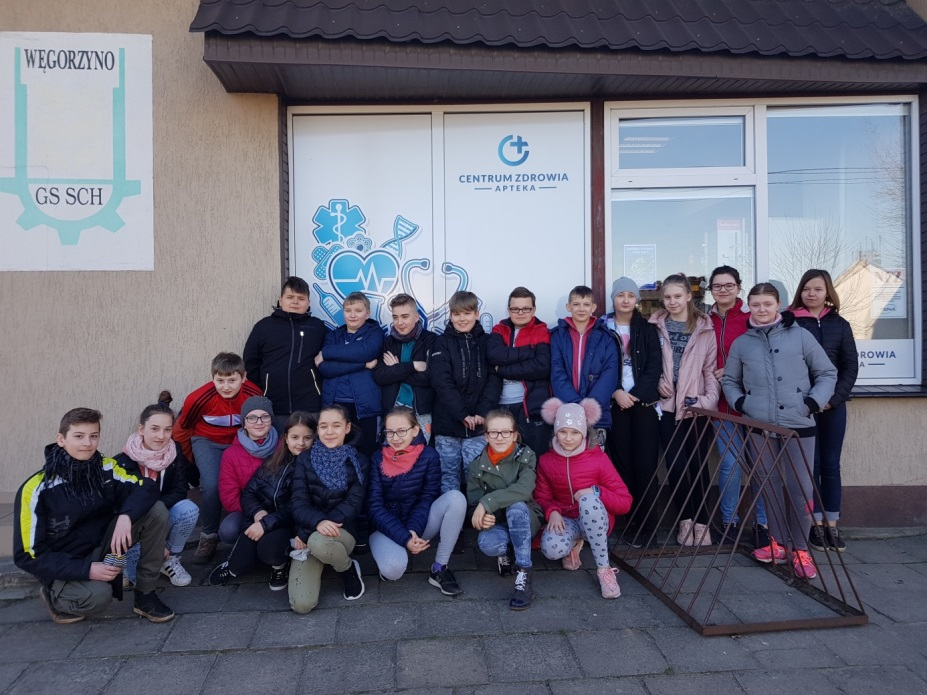 WĘGORZYNO
GS SCH
CENTRUM ZDROWIA
APTEKA
ZDROWIA